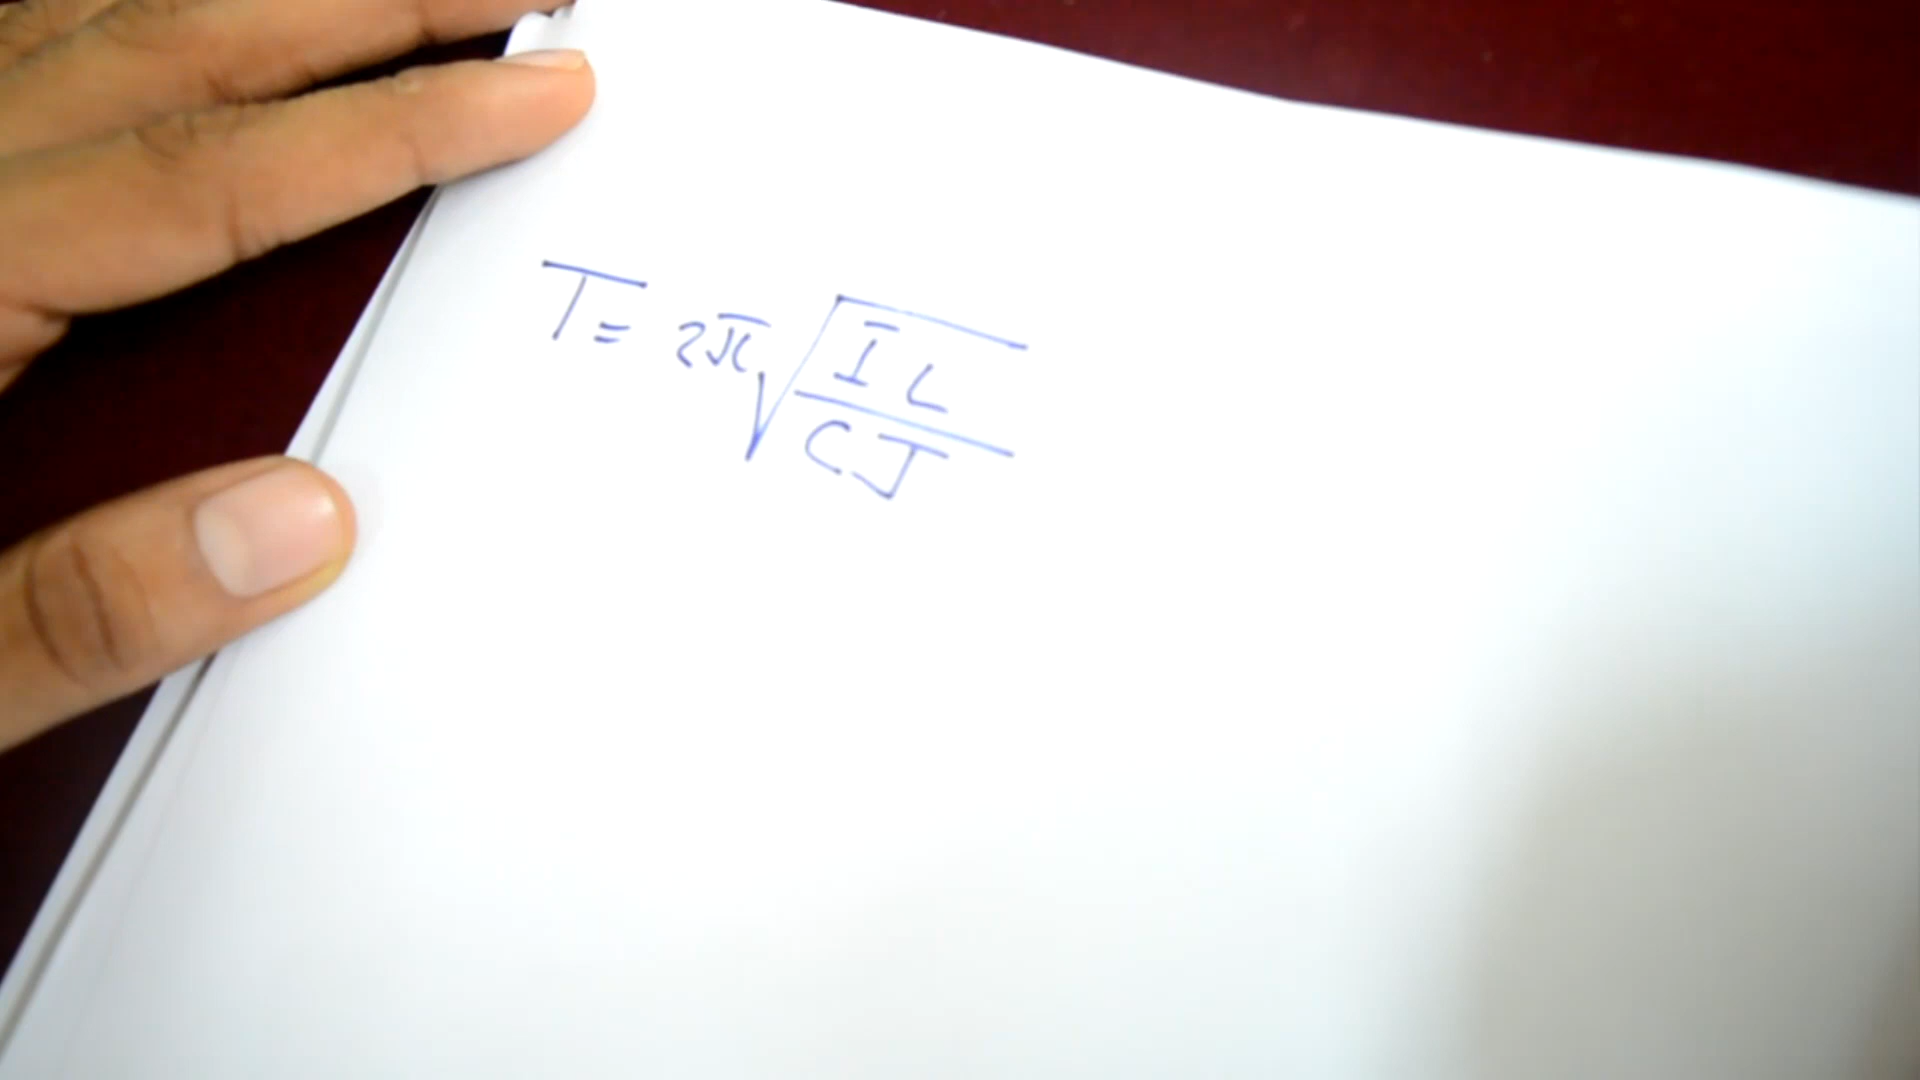 T = 2π√(IL/CJ)